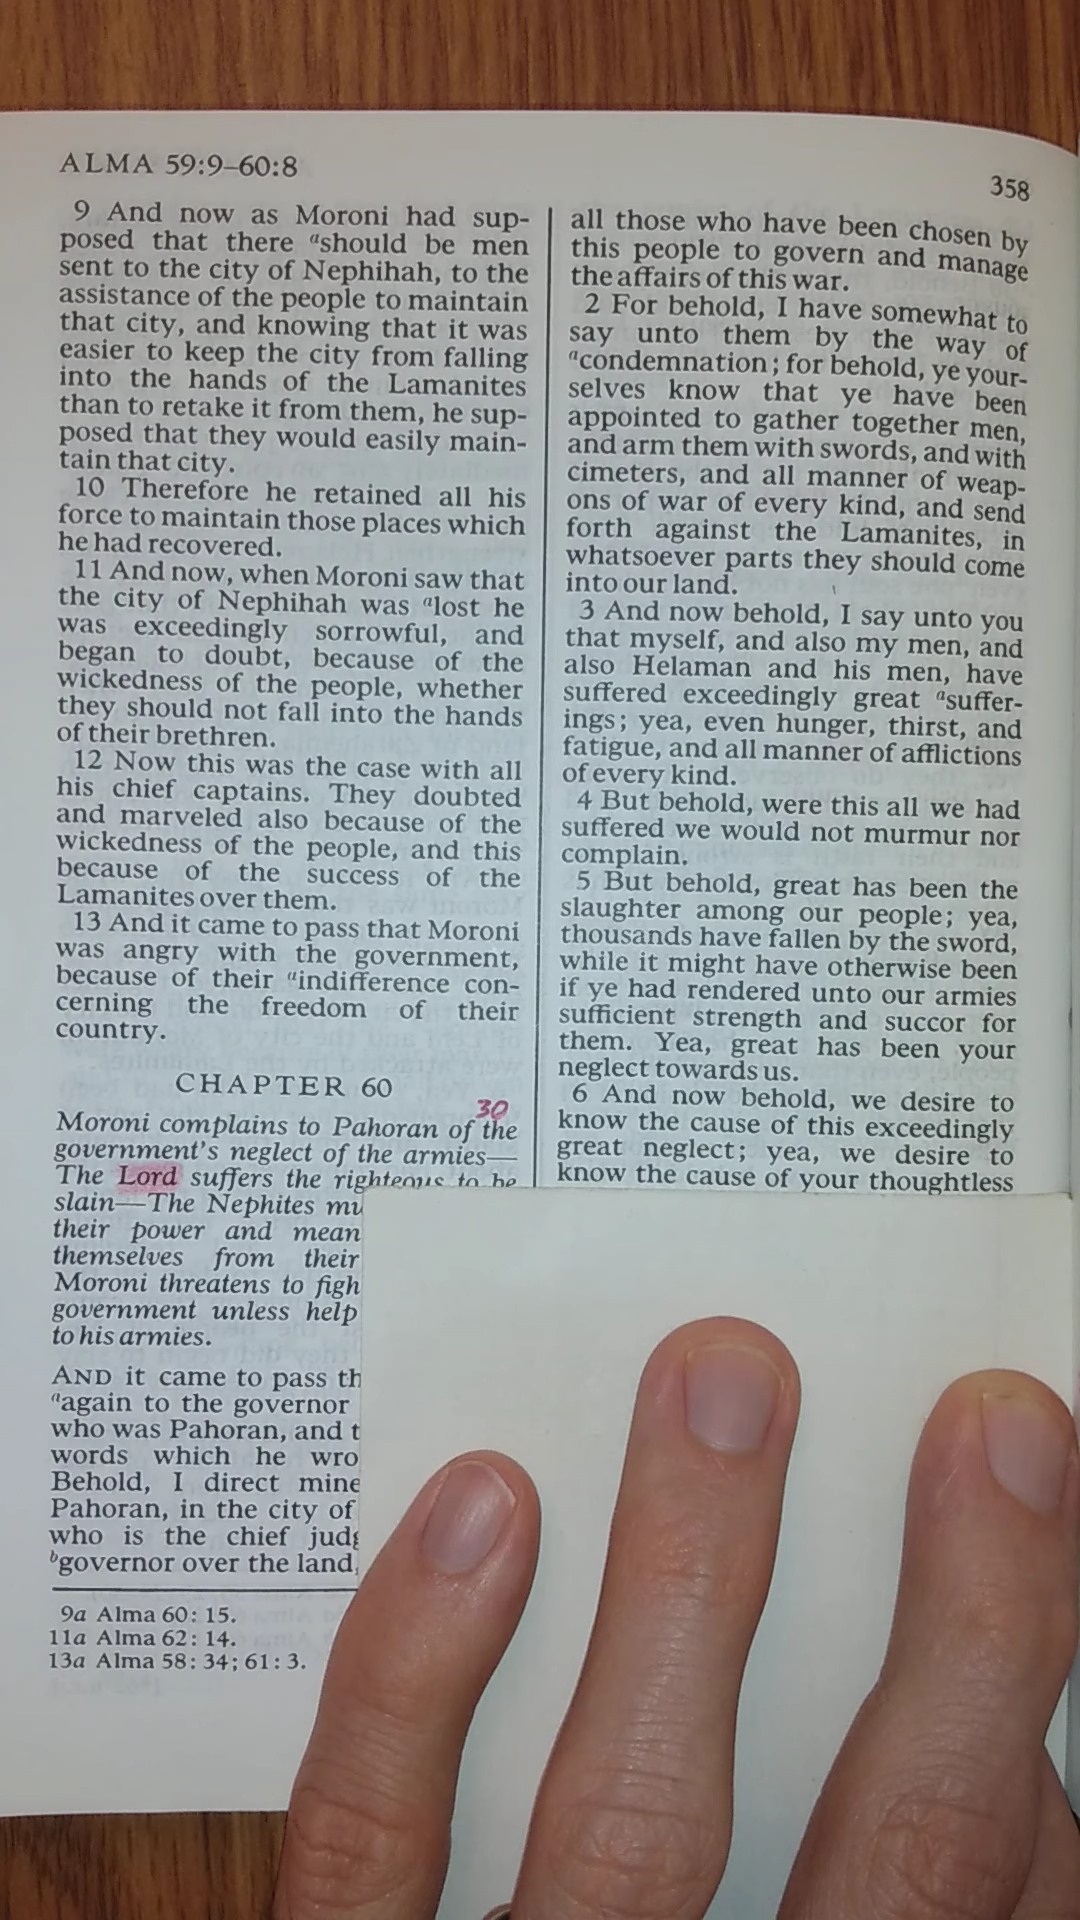 ALMA 59:9–60:8
358
9 And now as Moroni had sup-
posed that there ᵃshould be men
sent to the city of Nephihah, to the
assistance of the people to maintain
that city, and knowing that it was
easier to keep the city from falling
into the hands of the Lamanites
than to retake it from them, he sup-
posed that they would easily main-
tain that city.
10 Therefore he retained all his
force to maintain those places which
he had recovered.
11 And now, when Moroni saw that
the city of Nephihah was ᵃlost he
was exceedingly sorrowful, and
began to doubt, because of the
wickedness of the people, whether
they should not fall into the hands
of their brethren.
12 Now this was the case with all
his chief captains. They doubted
and marveled also because of the
wickedness of the people, and this
because of the success of the
Lamanites over them.
13 And it came to pass that Moroni
was angry with the government,
because of their ᵃindifference con-
cerning the freedom of their
country.
CHAPTER 60
30
Moroni complains to Pahoran of the
government's neglect of the armies—
The Lord suffers the righteous to be
slain—The Nephites
their power and mean
themselves from their
Moroni threatens to
government unless help
to his armies.
AND it came to pass
ᵃagain to the governor
who was Pahoran, and
words which he
Behold, I direct mine
Pahoran, in the city of
who is the chief
ᵇgovernor over the land
9a Alma 60: 15.
11a Alma 62: 14.
13a Alma 58: 34; 61: 3.
all those who have been chosen by
this people to govern and manage
the affairs of this war.
2 For behold, I have somewhat to
say unto them by the way of
ᵃcondemnation; for behold, ye your-
selves know that ye have been
appointed to gather together men,
and arm them with swords, and with
cimeters, and all manner of weap-
ons of war of every kind, and send
forth against the Lamanites, in
whatsoever parts they should come
into our land.
3 And now behold, I say unto you
that myself, and also my men, and
also Helaman and his men, have
suffered exceedingly great ᵃsuffer-
ings; yea, even hunger, thirst, and
fatigue, and all manner of afflictions
of every kind.
4 But behold, were this all we had
suffered we would not murmur nor
complain.
5 But behold, great has been the
slaughter among our people; yea,
thousands have fallen by the sword,
while it might have otherwise been
if ye had rendered unto our armies
sufficient strength and succor for
them. Yea, great has been your
neglect towards us.
6 And now behold, we desire to
know the cause of this exceedingly
great neglect; yea, we desire to
know the cause of your thoughtless